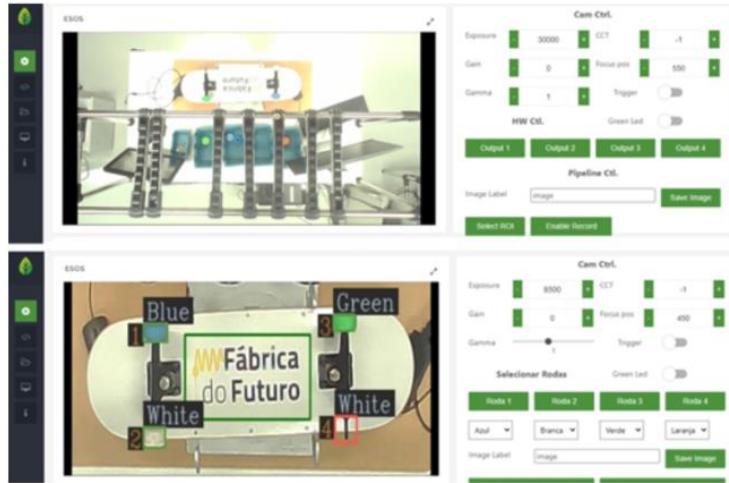 ESOS
Cam Ctrl.
Exposure - 30000 + CCT - -1 +
Gain - 0 + Focus pos - 550 +
Gamma - 1 + Trigger
HW Ctl. Green Led
Output 1 Output 2 Output 3 Output 4
Pipeline Ctl.
Image Label image Save Image
Select ROI Enable Record
ESOS
Cam Ctrl.
Exposure - 8500 + CCT - -1 +
Gain - 0 + Focus pos - 450 +
Gamma 1 Trigger
Selecionar Rodas Green Led
Roda 1 Roda 2 Roda 3 Roda 4
Azul Branca Verde Laranja
Image Label image Save Image
Blue Green
1 3
Fábrica
do Futuro
White White
2 4